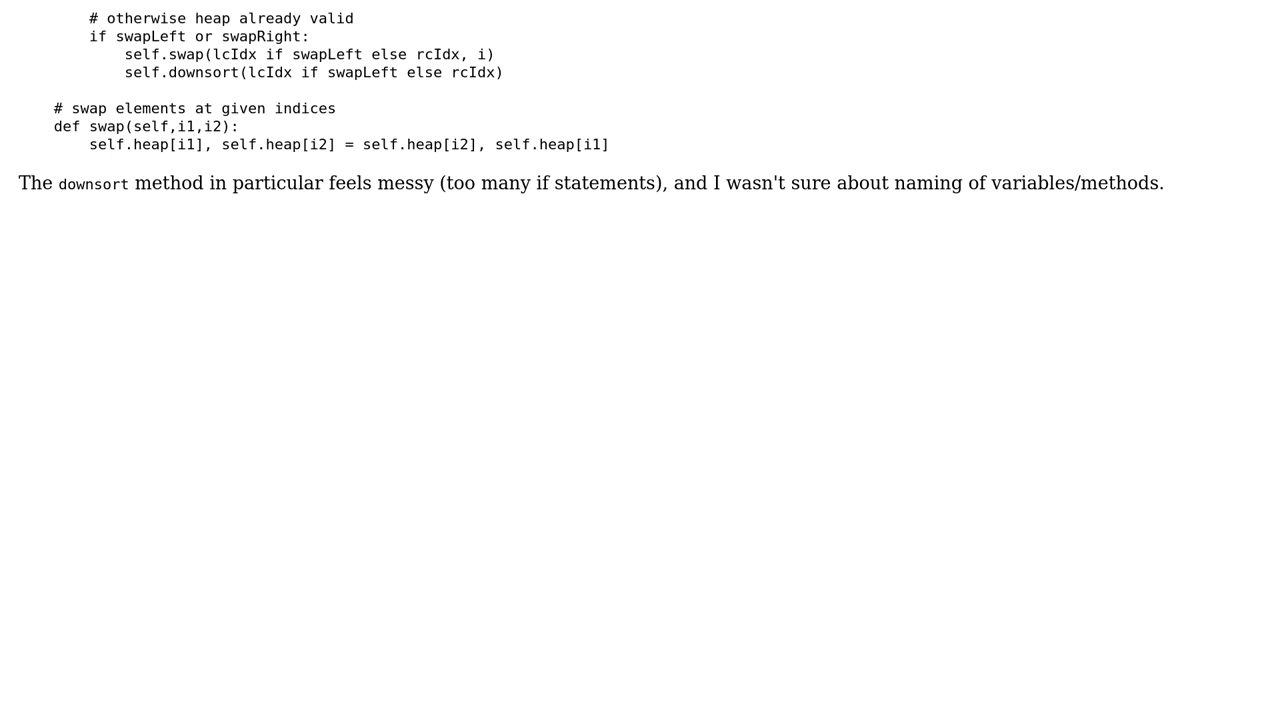 # otherwise heap already valid
        if swapLeft or swapRight:
            self.swap(lcIdx if swapLeft else rcIdx, i)
            self.downsort(lcIdx if swapLeft else rcIdx)

    # swap elements at given indices
    def swap(self,i1,i2):
        self.heap[i1], self.heap[i2] = self.heap[i2], self.heap[i1]
The downsort method in particular feels messy (too many if statements), and I wasn't sure about naming of variables/methods.